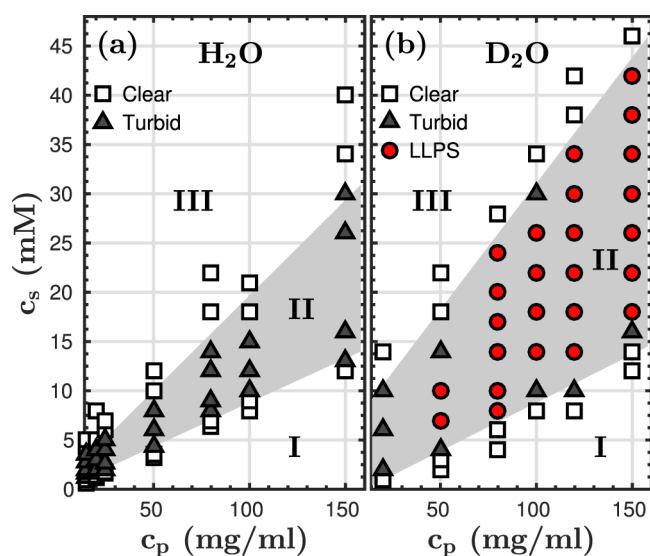 (a) H₂O
Clear
Turbid
III
II
I
(b) D₂O
Clear
Turbid
LLPS
III
II
I
45
40
35
30
25
20
15
10
5
0
cₛ (mM)
50 100 150
50 100 150
cₚ (mg/ml)
cₚ (mg/ml)